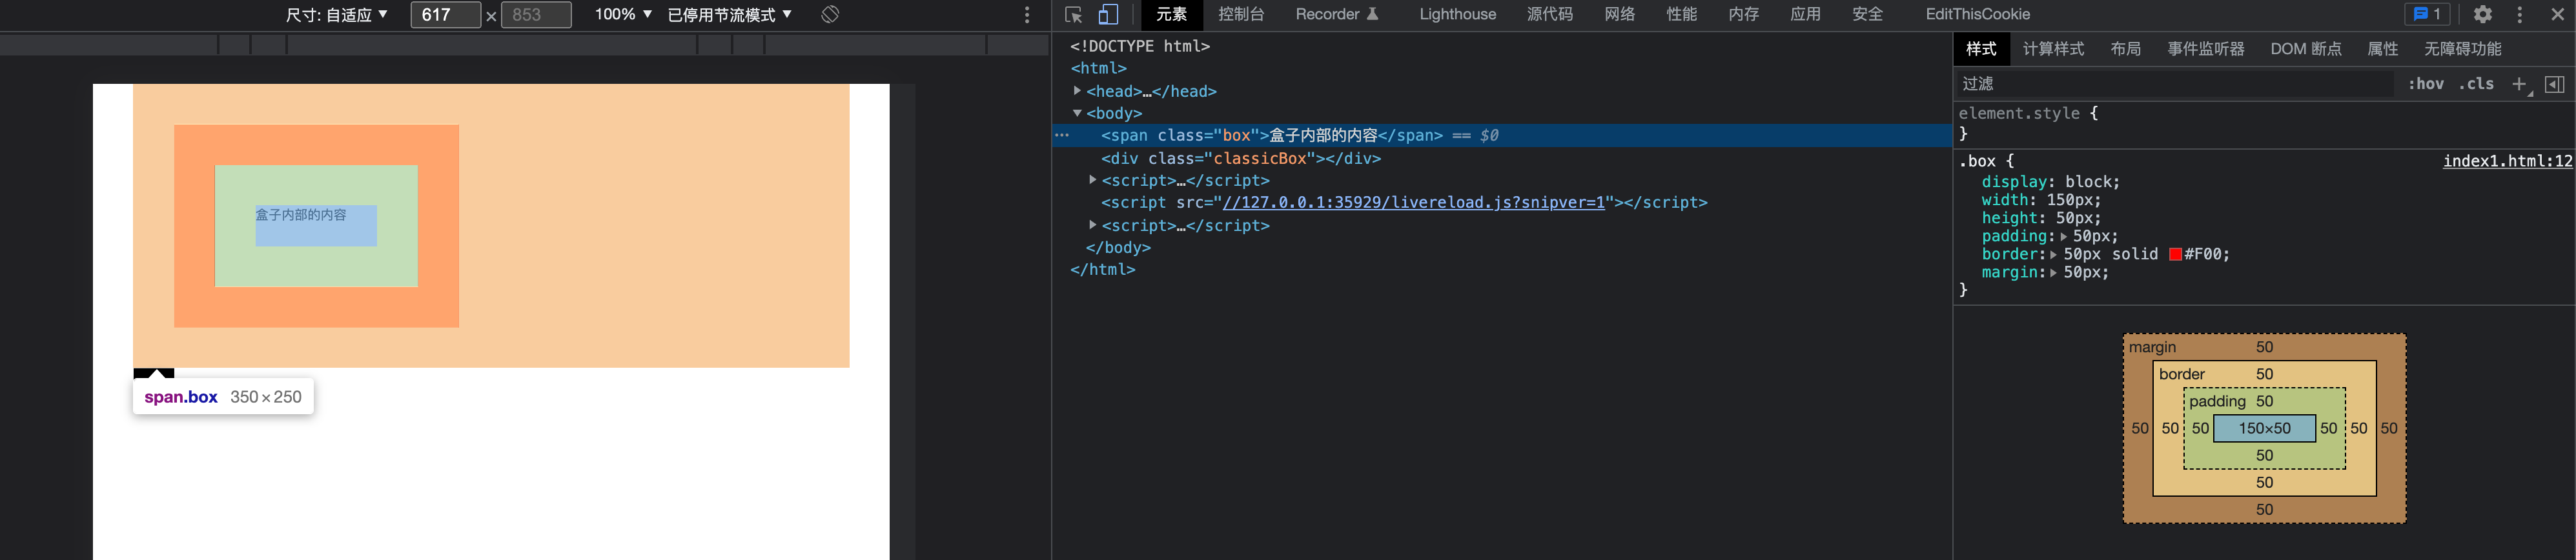 尺寸: 自适应 ▼ 617 × 853 100% ▼ 已停用节流模式 ▼
盒子内部的内容
span.box 350×250
元素 控制台 Recorder Lighthouse 源代码 网络 性能 内存 应用 安全 EditThisCookie 1
<!DOCTYPE html>
<html>
▶<head>…</head>
▼<body>
… <span class="box">盒子内部的内容</span> == $0
<div class="classicBox"></div>
▶<script>…</script>
<script src="//127.0.0.1:35929/livereload.js?snipver=1"></script>
▶<script>…</script>
</body>
</html>
样式 计算样式 布局 事件监听器 DOM 断点 属性 无障碍功能
过滤 :hov .cls +
element.style {
}
.box { index1.html:12
display: block;
width: 150px;
height: 50px;
padding:▶50px;
border:▶50px solid #F00;
margin:▶50px;
}
margin 50
border 50
padding 50
50 50 50 150×50 50 50 50
50
50
50